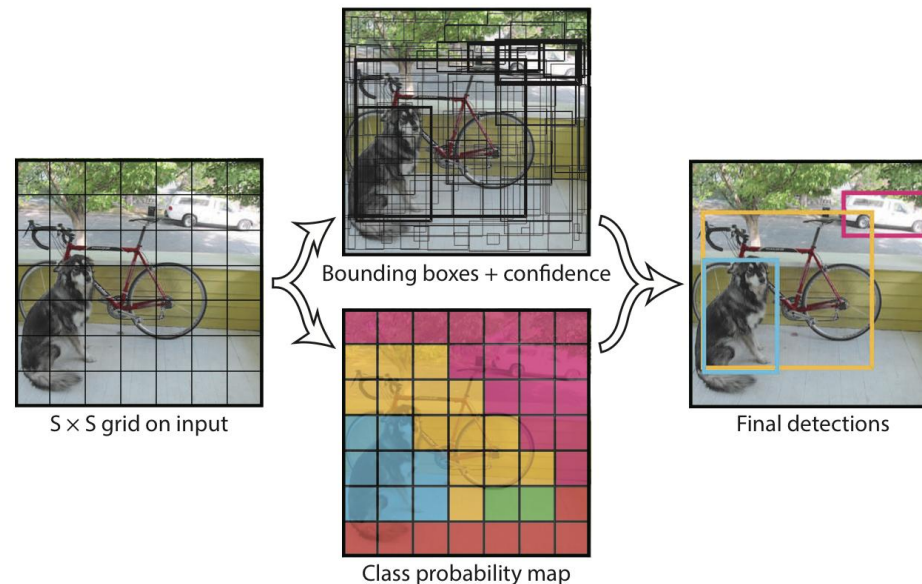 Bounding boxes + confidence
S × S grid on input
Final detections
Class probability map